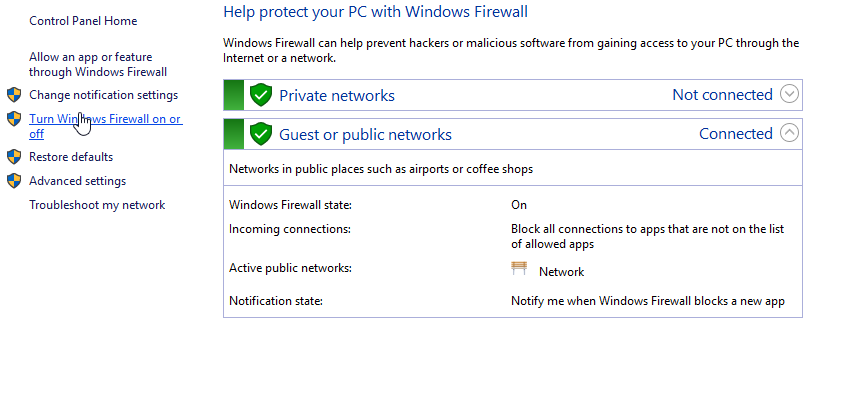 Control Panel Home
Allow an app or feature
through Windows Firewall
Change notification settings
Turn Windows Firewall on or
off
Restore defaults
Advanced settings
Troubleshoot my network
Help protect your PC with Windows Firewall
Windows Firewall can help prevent hackers or malicious software from gaining access to your PC through the
Internet or a network.
Private networks Not connected
Guest or public networks Connected
Networks in public places such as airports or coffee shops
Windows Firewall state: On
Incoming connections: Block all connections to apps that are not on the list
of allowed apps
Active public networks: Network
Notification state: Notify me when Windows Firewall blocks a new app